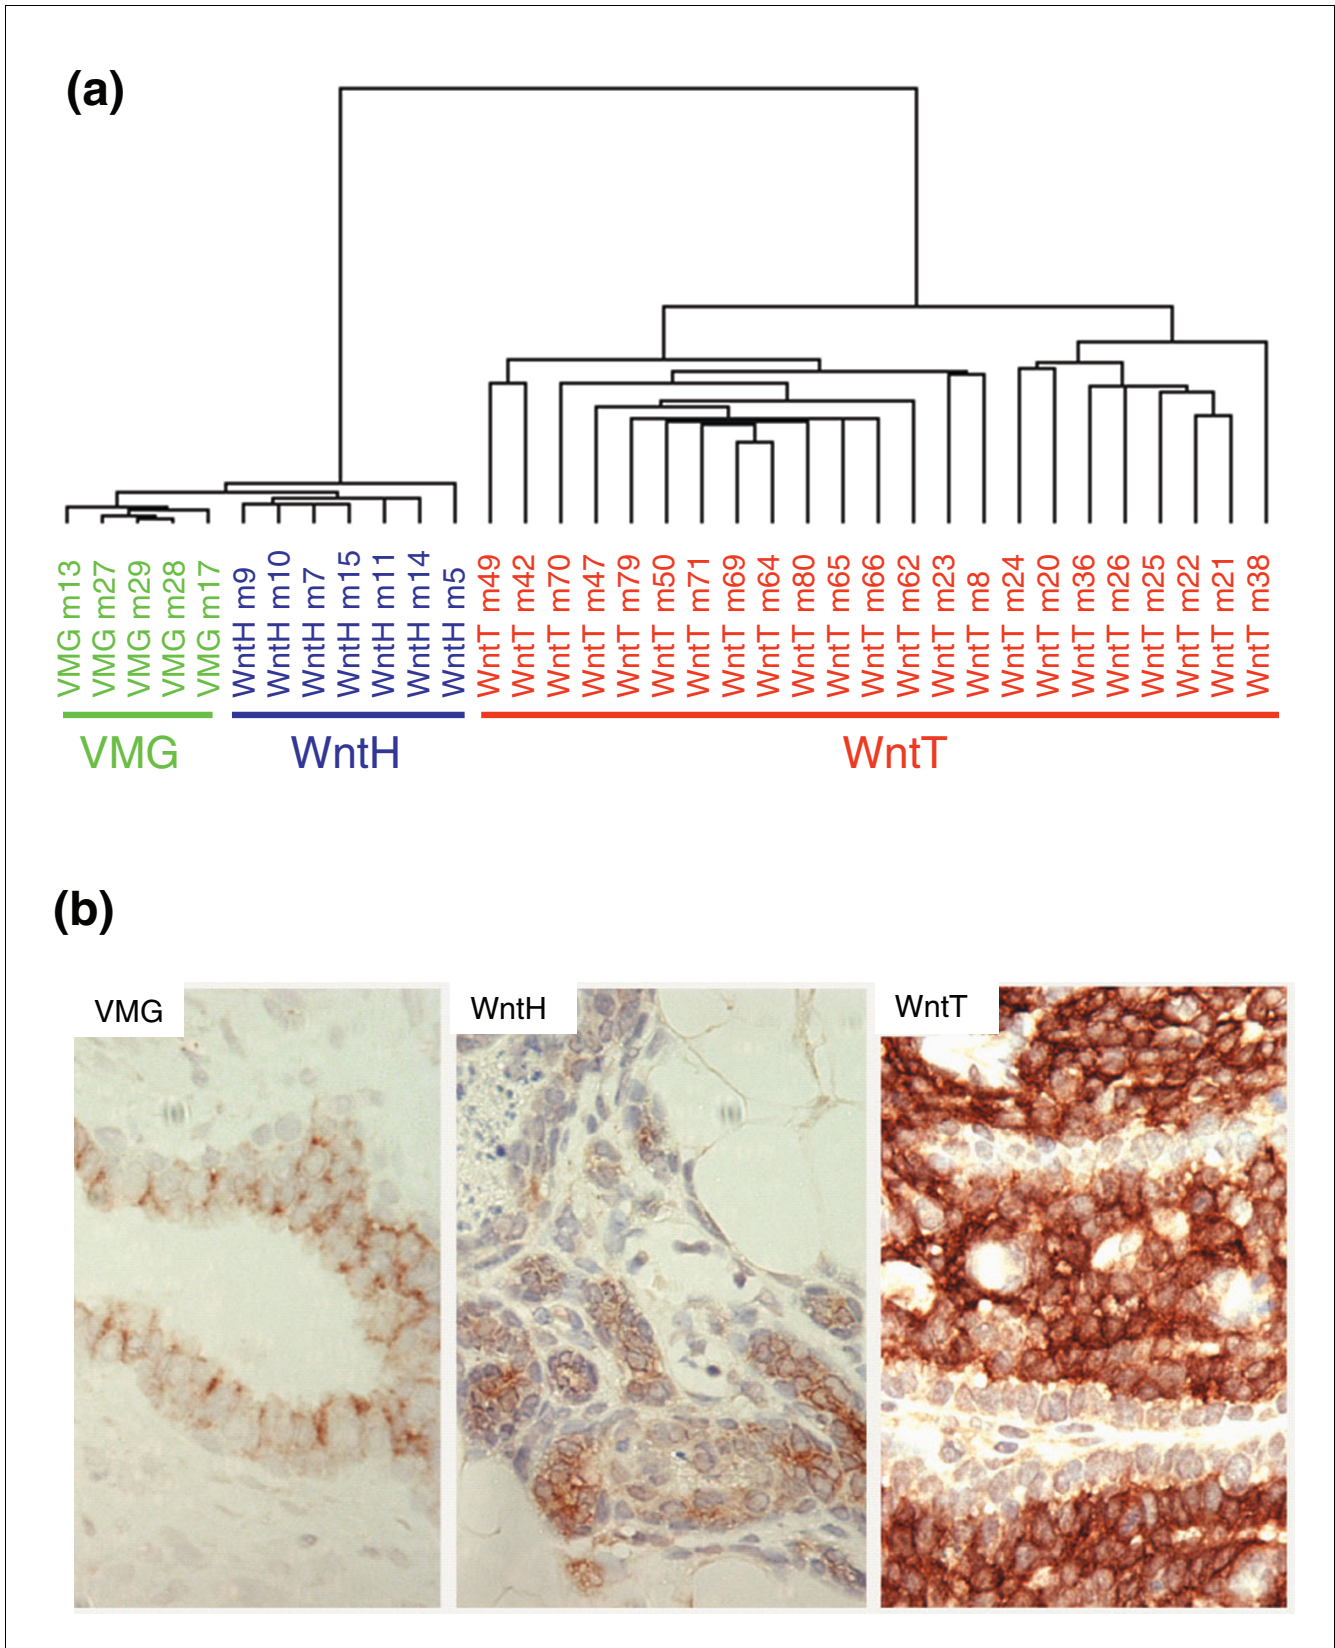 (a)
VMG m13
VMG m27
VMG m29
VMG m28
VMG m17
WntH m9
WntH m10
WntH m7
WntH m15
WntH m11
WntH m14
WntH m5
WntT m49
WntT m42
WntT m70
WntT m47
WntT m79
WntT m50
WntT m71
WntT m69
WntT m64
WntT m80
WntT m65
WntT m66
WntT m62
WntT m23
WntT m8
WntT m24
WntT m20
WntT m36
WntT m26
WntT m25
WntT m22
WntT m21
WntT m38
VMG
WntH
WntT
(b)
VMG
WntH
WntT